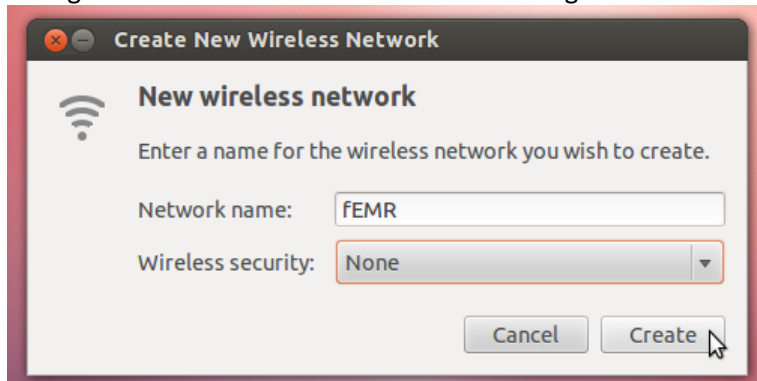 Create New Wireless Network
New wireless network
Enter a name for the wireless network you wish to create.
Network name: fEMR
Wireless security: None
Cancel Create